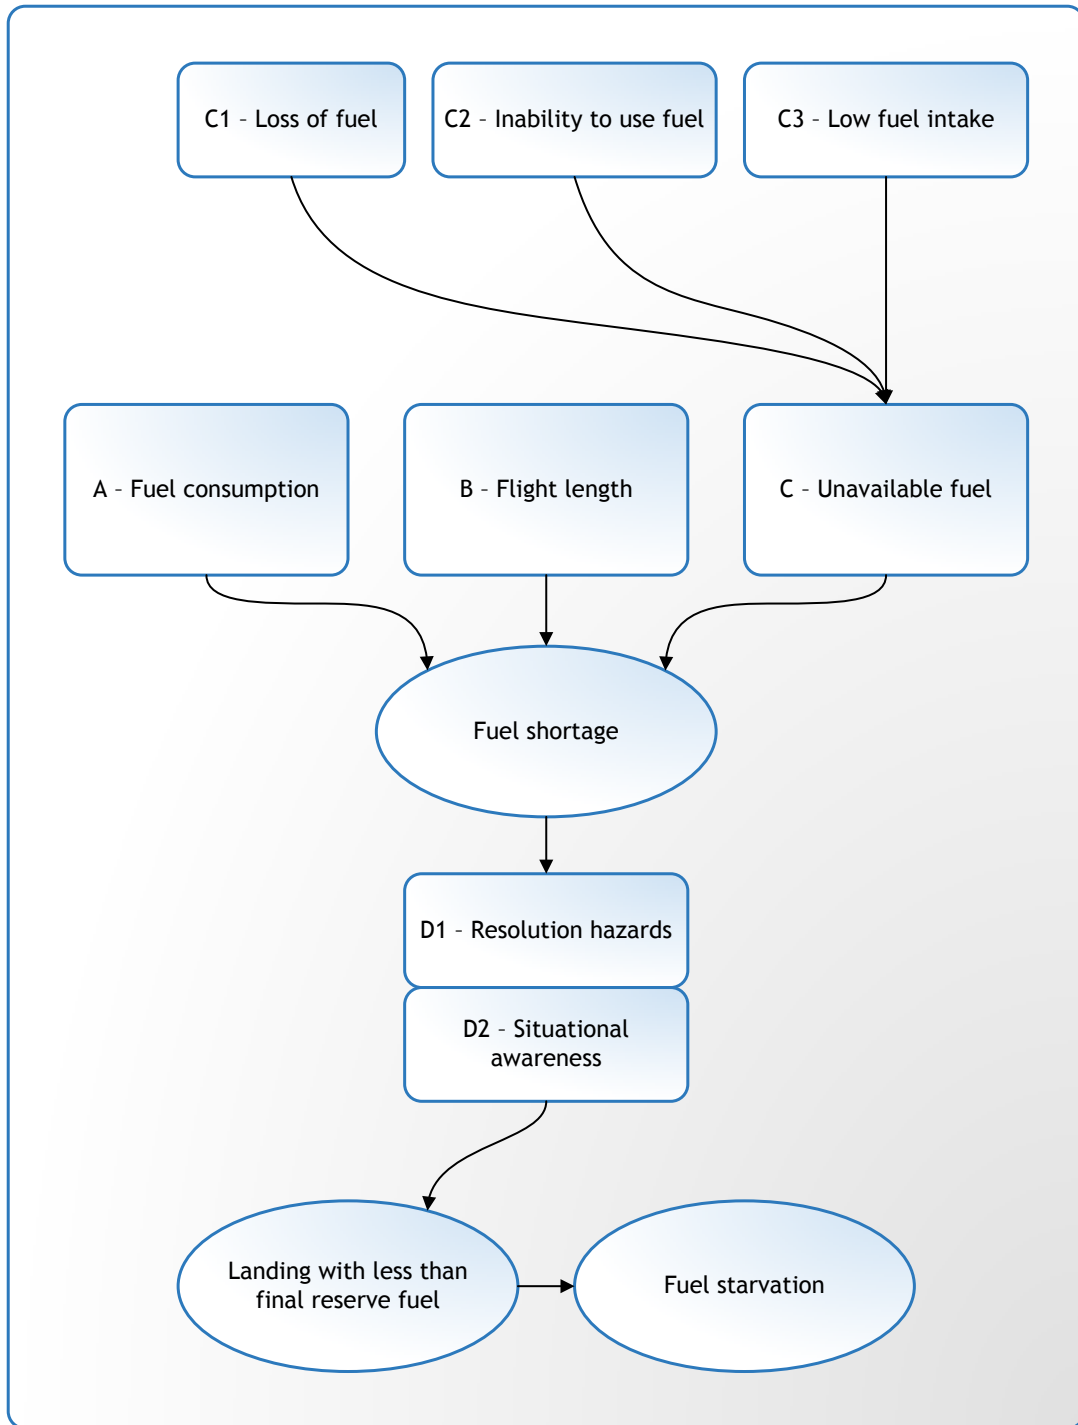 C1 – Loss of fuel
C2 – Inability to use fuel
C3 – Low fuel intake
A – Fuel consumption
B – Flight length
C – Unavailable fuel
Fuel shortage
D1 – Resolution hazards
D2 – Situational
awareness
Landing with less than
final reserve fuel
Fuel starvation